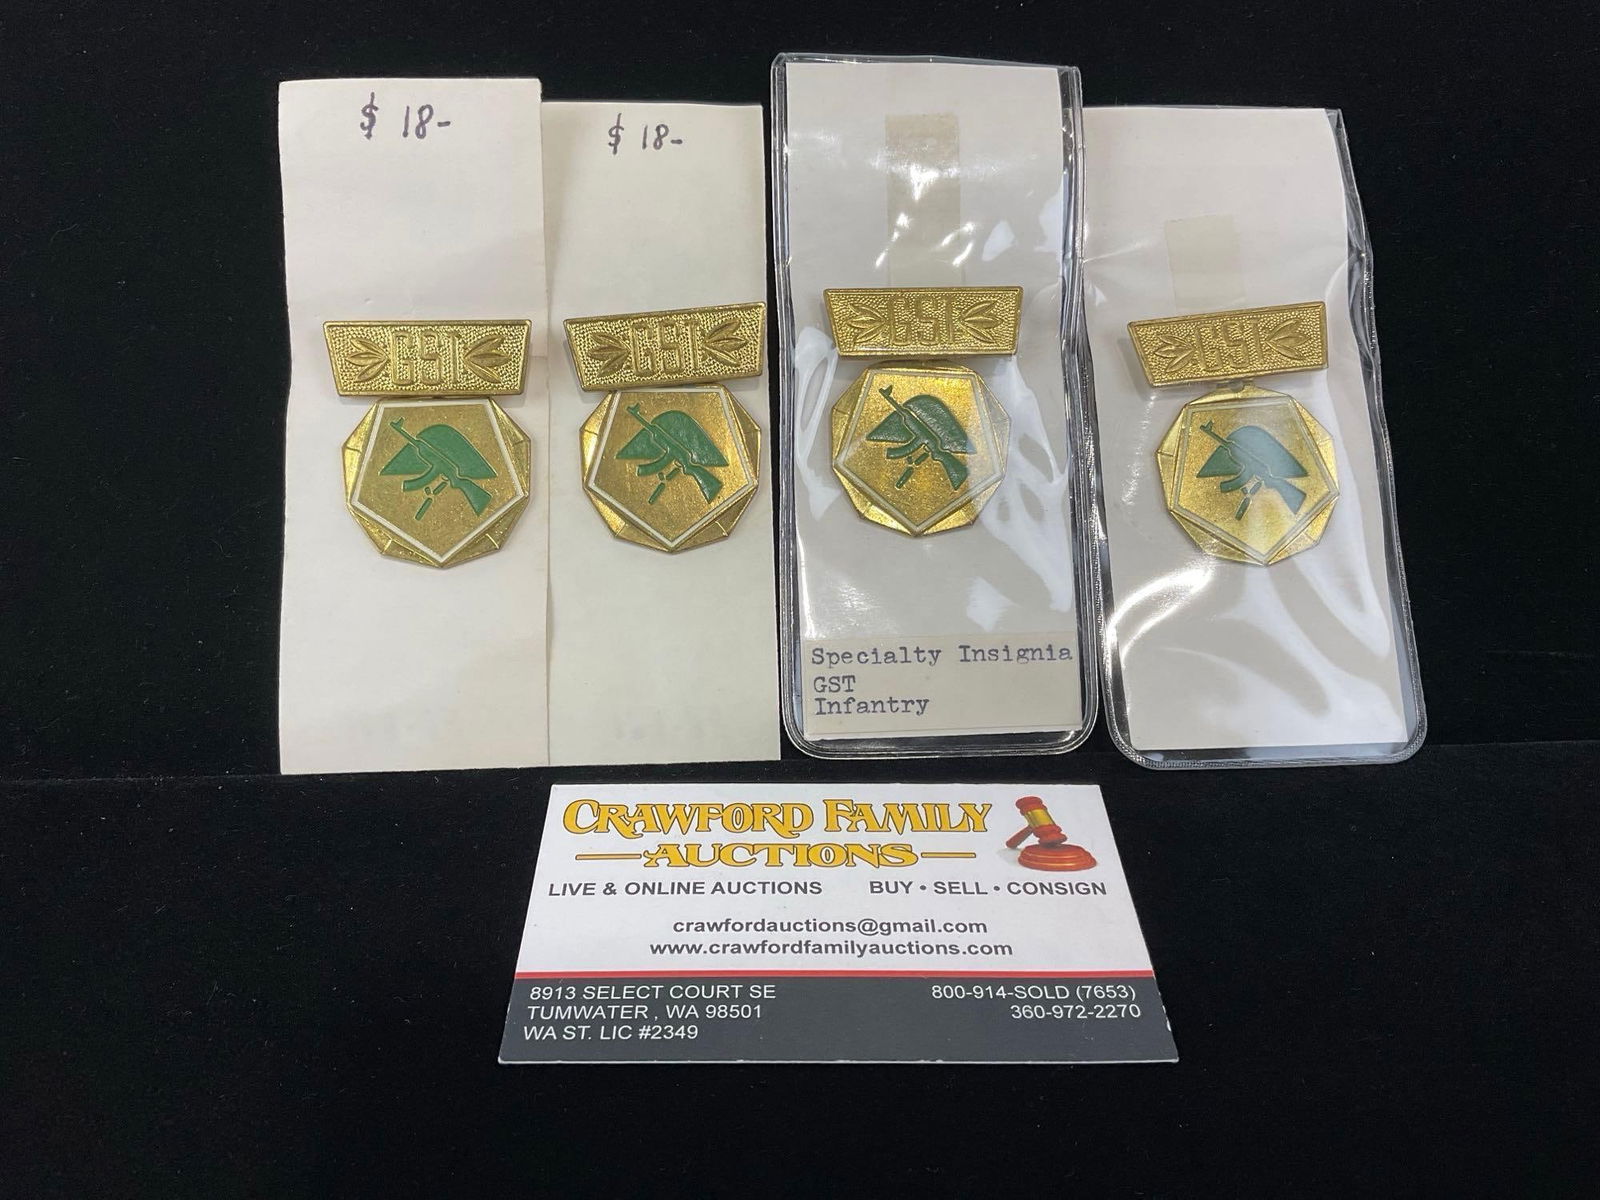 $ 18-
$ 18-
GST
GST
GST
GST
Specialty Insignia
GST
Infantry
CRAWFORD FAMILY
AUCTIONS
LIVE & ONLINE AUCTIONS BUY • SELL • CONSIGN
crawfordauctions@gmail.com
www.crawfordfamilyauctions.com
8913 SELECT COURT SE 800-914-SOLD (7653)
TUMWATER , WA 98501 360-972-2270
WA ST. LIC #2349